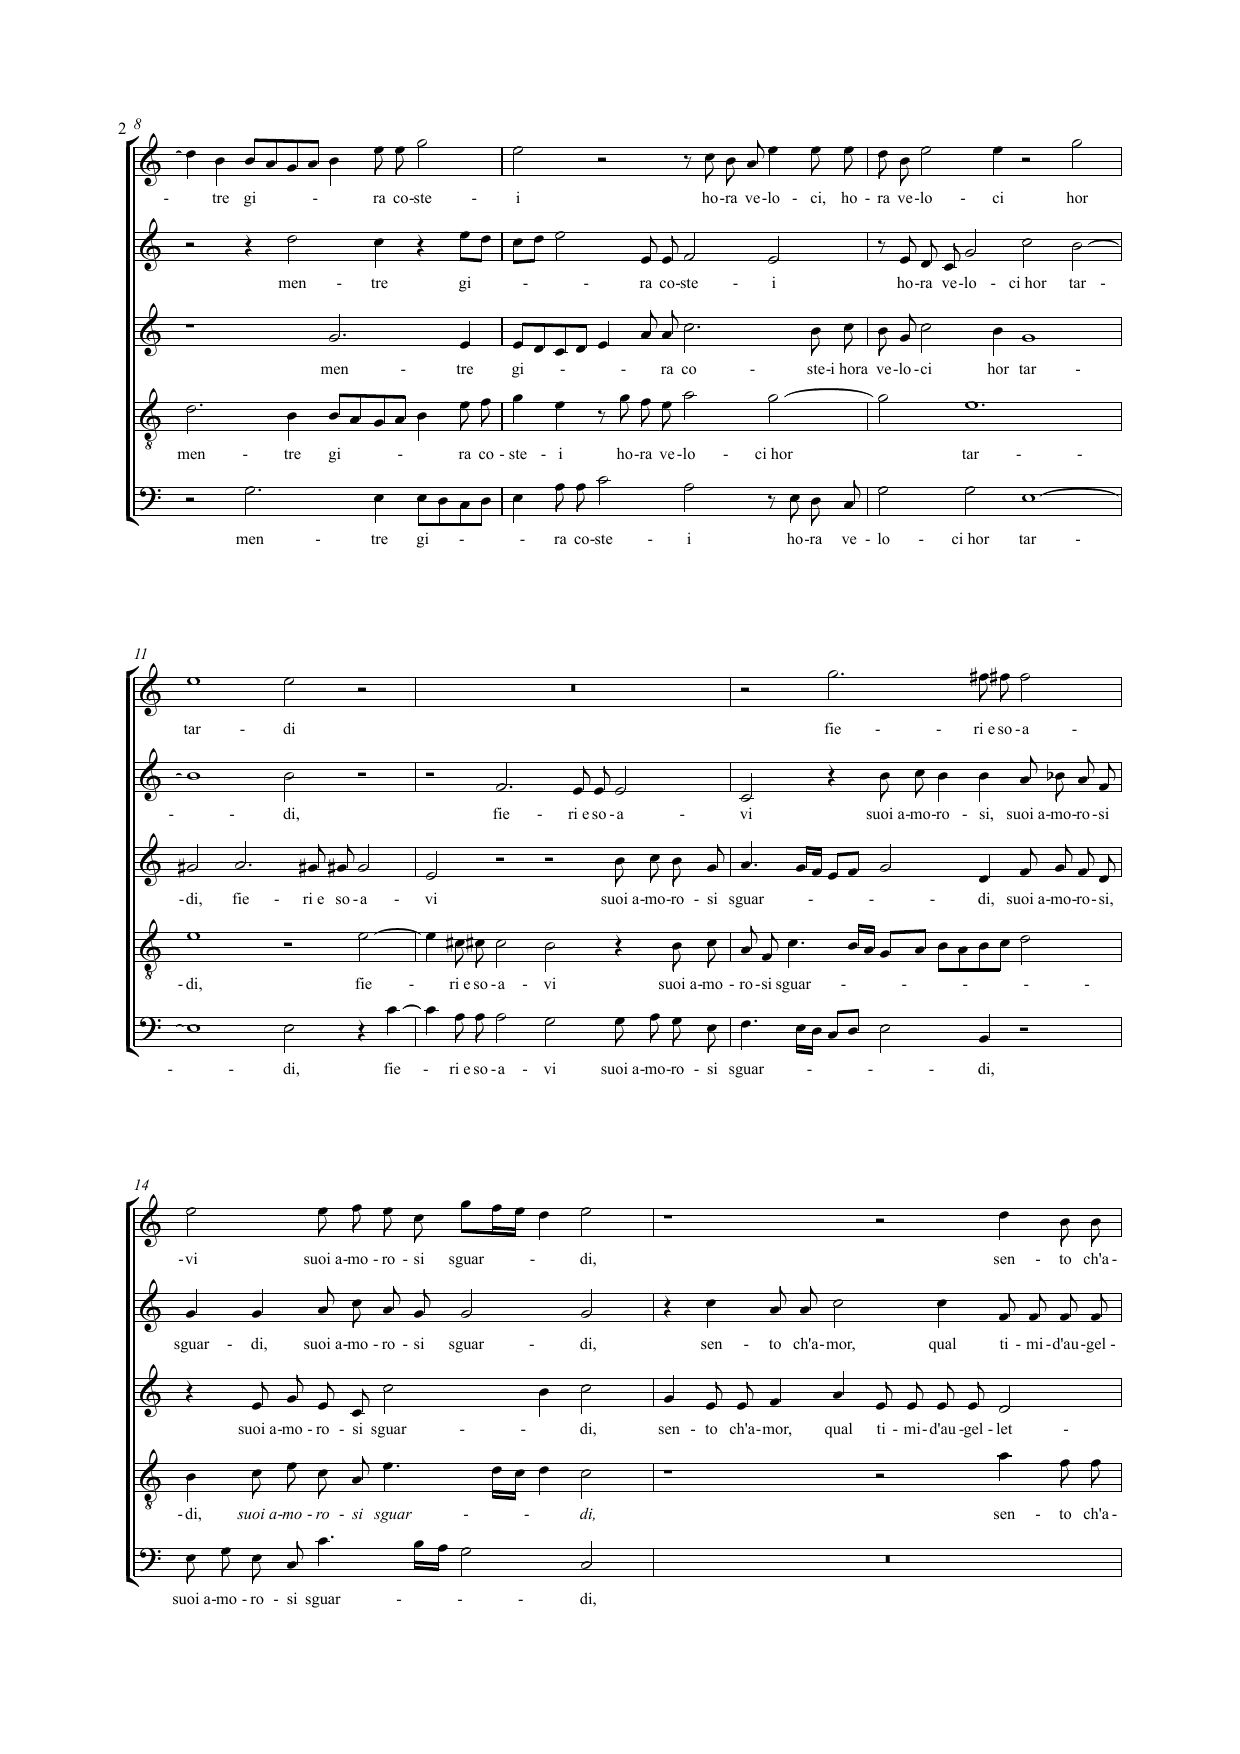 2 8
- tre gi - ra co-ste - i ho-ra ve-lo - ci, ho - ra ve-lo - ci hor
men - tre gi - - - ra co-ste - i ho-ra ve-lo - ci hor tar -
men - tre gi - - - ra co - ste-i hora ve-lo-ci hor tar -
men - tre gi - - ra co-ste - i ho-ra ve-lo - ci hor tar - -
men - tre gi - - - ra co-ste - i ho-ra ve - lo - ci hor tar -
11
tar - di fie - - ri e so-a -
- - di, fie - ri e so-a - vi suoi a-mo-ro - si, suoi a-mo-ro-si
-di, fie - ri e so-a - vi suoi a-mo-ro - si sguar - - - - di, suoi a-mo-ro-si,
-di, fie - ri e so-a - vi suoi a-mo - ro-si sguar - - - - -
- - di, fie - ri e so-a - vi suoi a-mo-ro - si sguar - - - di,
14
-vi suoi a-mo - ro - si sguar - - di, sen - to ch'a-
sguar - di, suoi a-mo - ro - si sguar - di, sen - to ch'a-mor, qual ti - mi-d'au-gel-
suoi a-mo - ro - si sguar - - di, sen - to ch'a-mor, qual ti - mi-d'au-gel-let -
-di, suoi a-mo - ro - si sguar - - di, sen - to ch'a-
suoi a-mo - ro - si sguar - - - di,